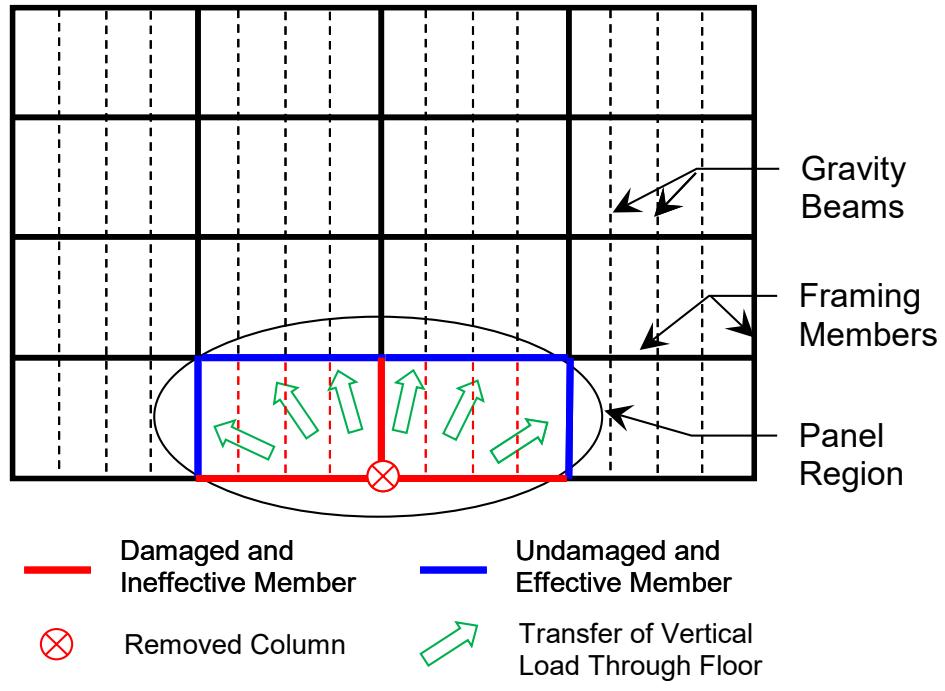 Gravity
Beams
Framing
Members
Panel
Region
Damaged and
Ineffective Member
Undamaged and
Effective Member
Removed Column
Transfer of Vertical
Load Through Floor